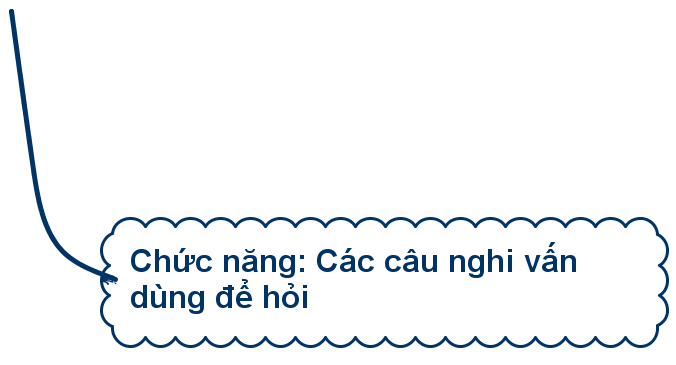 Chức năng: Các câu nghi vấn
dùng để hỏi